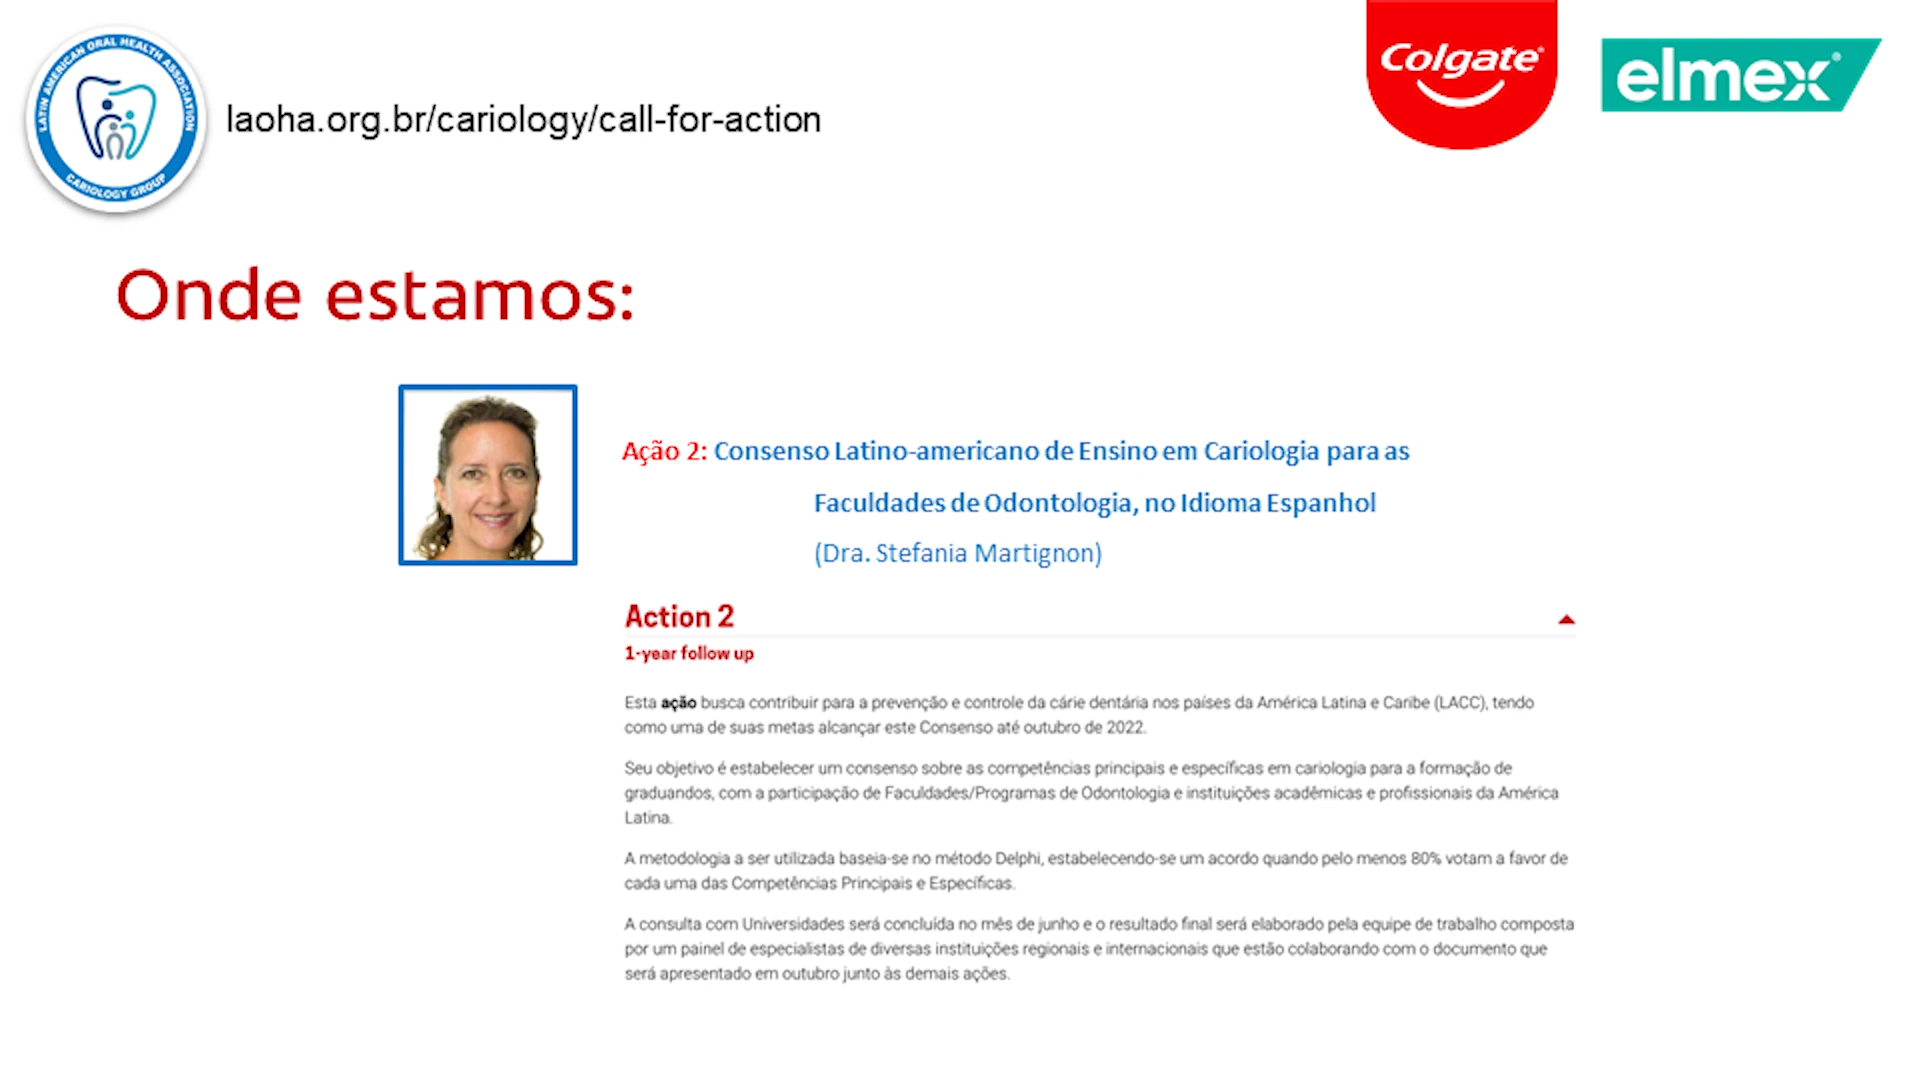 LATIN AMERICAN ORAL HEALTH ASSOCIATION
CARIOLOGY GROUP
laoha.org.br/cariology/call-for-action
Colgate®
elmex®
Onde estamos:
Ação 2: Consenso Latino-americano de Ensino em Cariologia para as
Faculdades de Odontologia, no Idioma Espanhol
(Dra. Stefania Martignon)
Action 2
1-year follow up
Esta ação busca contribuir para a prevenção e controle da cárie dentária nos países da América Latina e Caribe (LACC), tendo
como uma de suas metas alcançar este Consenso até outubro de 2022.
Seu objetivo é estabelecer um consenso sobre as competências principais e específicas em cariologia para a formação de
graduandos, com a participação de Faculdades/Programas de Odontologia e instituições acadêmicas e profissionais da América
Latina.
A metodologia a ser utilizada baseia-se no método Delphi, estabelecendo-se um acordo quando pelo menos 80% votam a favor de
cada uma das Competências Principais e Específicas.
A consulta com Universidades será concluída no mês de junho e o resultado final será elaborado pela equipe de trabalho composta
por um painel de especialistas de diversas instituições regionais e internacionais que estão colaborando com o documento que
será apresentado em outubro junto às demais ações.